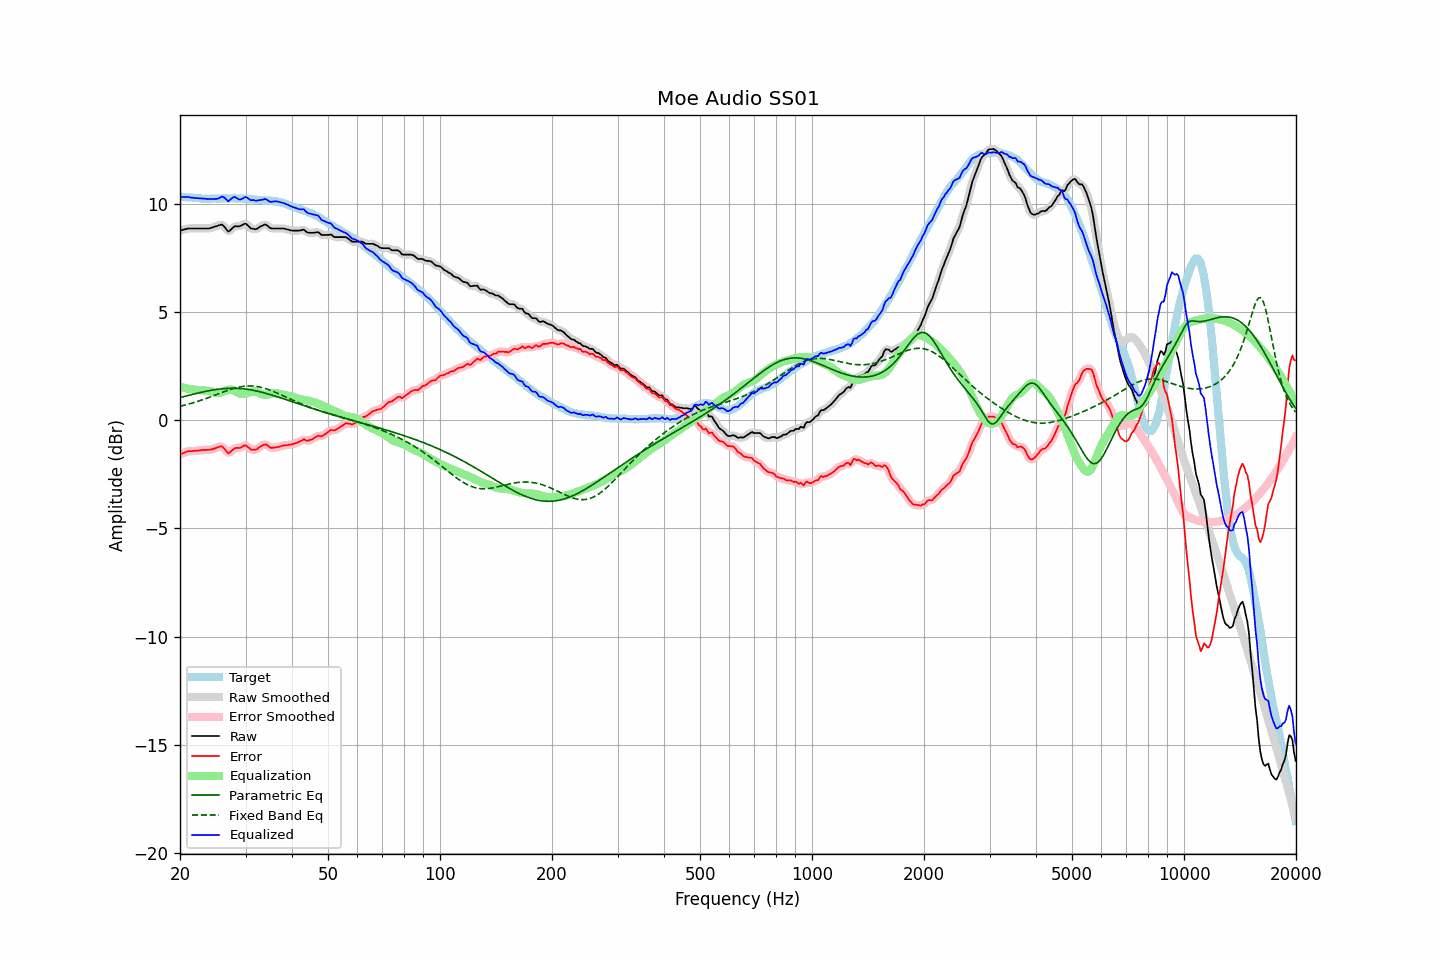 Moe Audio SS01
Amplitude (dBr)
10
5
0
−5
−10
−15
−20
Target
Raw Smoothed
Error Smoothed
Raw
Error
Equalization
Parametric Eq
Fixed Band Eq
Equalized
20 50 100 200 500 1000 2000 5000 10000 20000
Frequency (Hz)